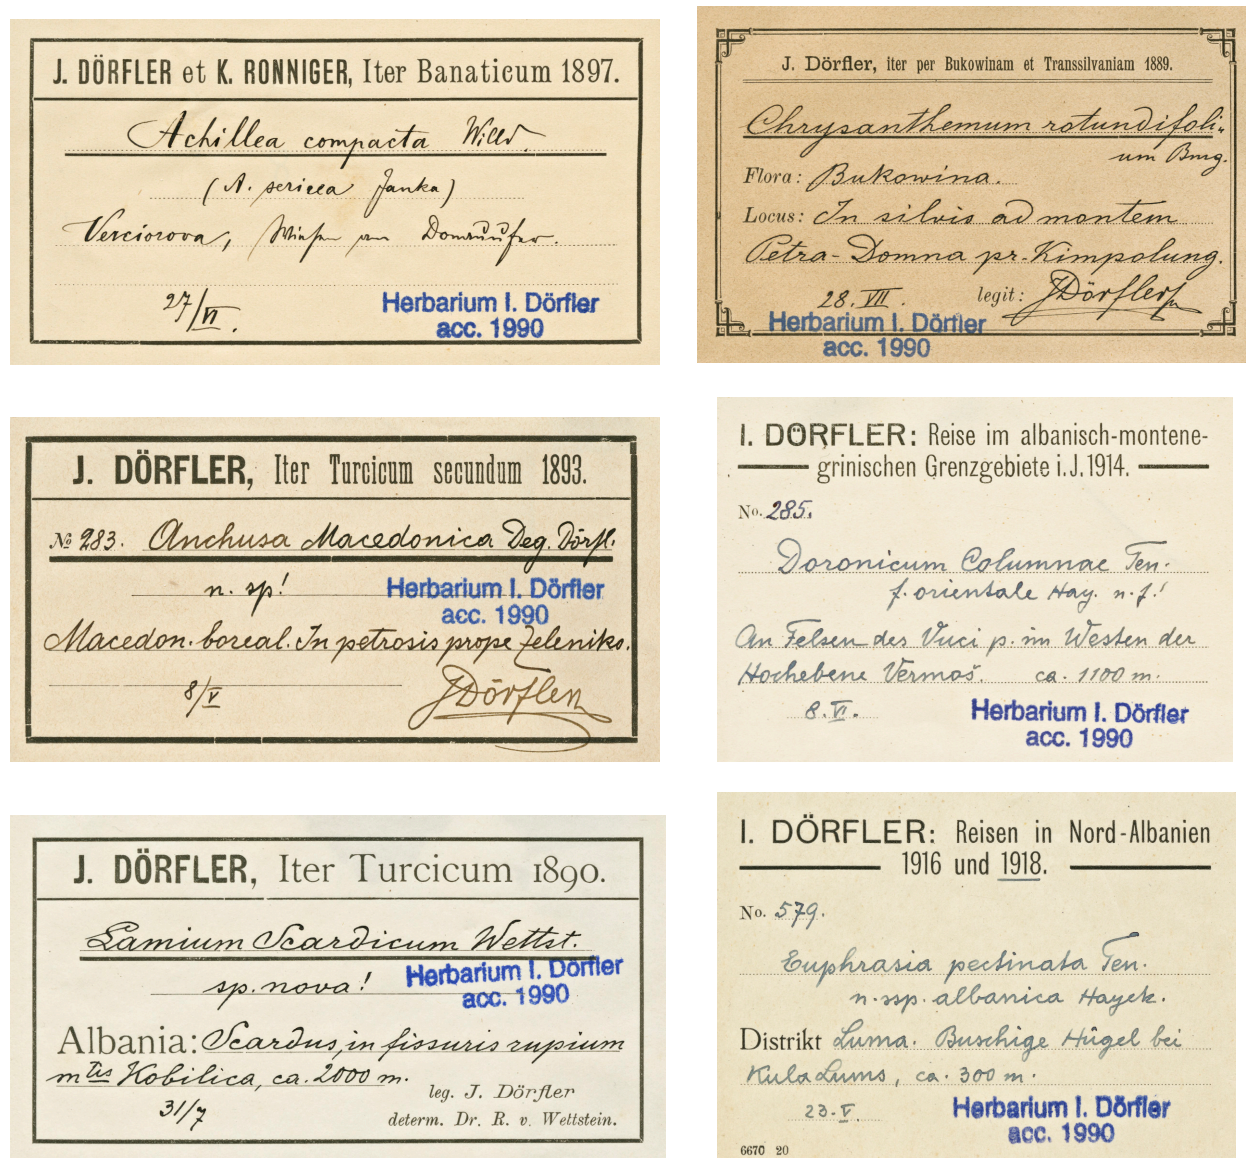 J. DÖRFLER et K. RONNIGER, Iter Banaticum 1897.
Achillea compacta Willd.
(A. sericea Janka)
Verciorova, Wiesen am Donauufer.
27/VI.
Herbarium I. Dörfler
acc. 1990
J. Dörfler, iter per Bukowinam et Transsilvaniam 1889.
Chrysanthemum rotundifoli-
um Bmg.
Flora: Bukowina.
Locus: In silvis ad montem
Petra-Domna pr. Kimpolung.
28. VII. legit: JDörfler
Herbarium I. Dörfler
acc. 1990
J. DÖRFLER, Iter Turcicum secundum 1893.
№ 283. Anchusa Macedonica Deg. Dörfl.
n. sp!
Herbarium I. Dörfler
acc. 1990
Macedon. boreal. In petrosis prope Zeleniko.
8/V
JDörfler
I. DÖRFLER: Reise im albanisch-montene-
grinischen Grenzgebiete i. J. 1914.
No. 285.
Doronicum Columnae Ten.
f. orientale Hay. n. f.!
An Felsen des Vuci p. im Westen der
Hochebene Vermoš. ca. 1100 m.
8. VI.
Herbarium I. Dörfler
acc. 1990
J. DÖRFLER, Iter Turcicum 1890.
Lamium Scardicum Wettst.
sp. nova!
Herbarium I. Dörfler
acc. 1990
Albania: Scardus, in fissuris rupium
mtis Kobilica, ca. 2000 m.
31/7
leg. J. Dörfler
determ. Dr. R. v. Wettstein.
I. DÖRFLER: Reisen in Nord-Albanien
1916 und 1918.
No. 579.
Euphrasia pectinata Ten.
n. ssp. albanica Hayek.
Distrikt Luma. Buschige Hügel bei
Kula Lums, ca. 300 m.
23. V.
Herbarium I. Dörfler
acc. 1990
6670 20